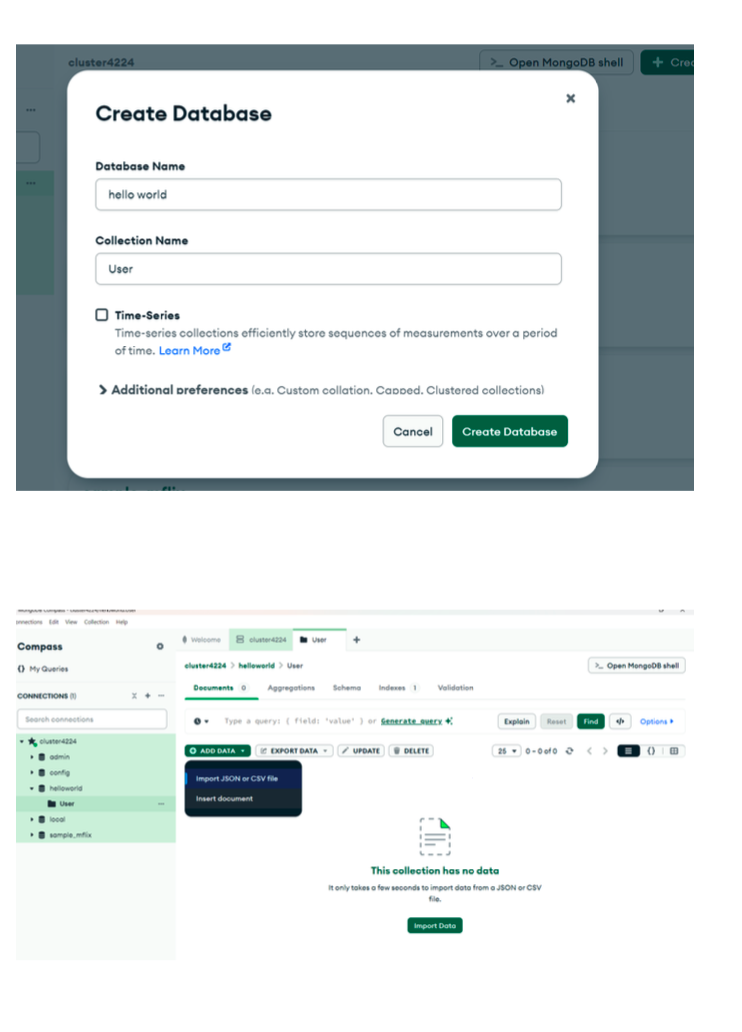 cluster4224
>_ Open MongoDB shell
+ Crea
Create Database
Database Name
hello world
Collection Name
User
Time-Series
Time-series collections efficiently store sequences of measurements over a period
of time. Learn More
Additional preferences (e.g. Custom collation, Capped, Clustered collections)
Cancel
Create Database
Connections Edit View Collection Help
Compass
Welcome
cluster4224
User
+
{} My Queries
cluster4224 > helloworld > User
>_ Open MongoDB shell
Documents 0 Aggregations Schema Indexes 1 Validation
CONNECTIONS (1)
Search connections
Type a query: { field: 'value' } or Generate query
Explain Reset Find </> Options
cluster4224
admin
config
helloworld
User
local
sample_mflix
ADD DATA EXPORT DATA UPDATE DELETE
25 0 – 0 of 0
Import JSON or CSV file
Insert document
This collection has no data
It only takes a few seconds to import data from a JSON or CSV
file.
Import Data